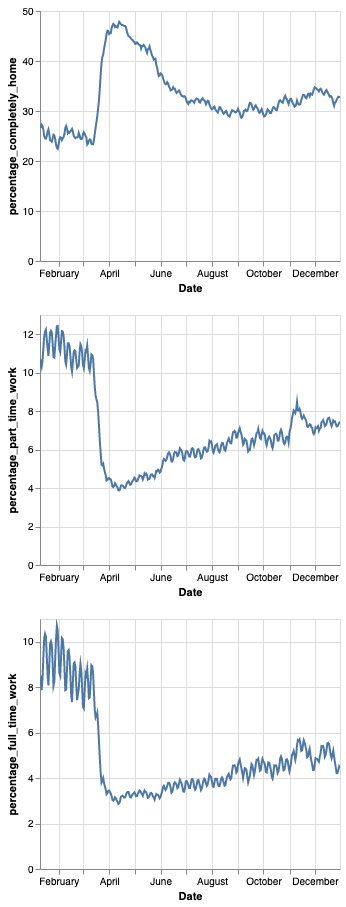 50
40
30
20
10
0
percentage_completely_home
February April June August October December
Date
12
10
8
6
4
2
0
percentage_part_time_work
February April June August October December
Date
10
8
6
4
2
0
percentage_full_time_work
February April June August October December
Date